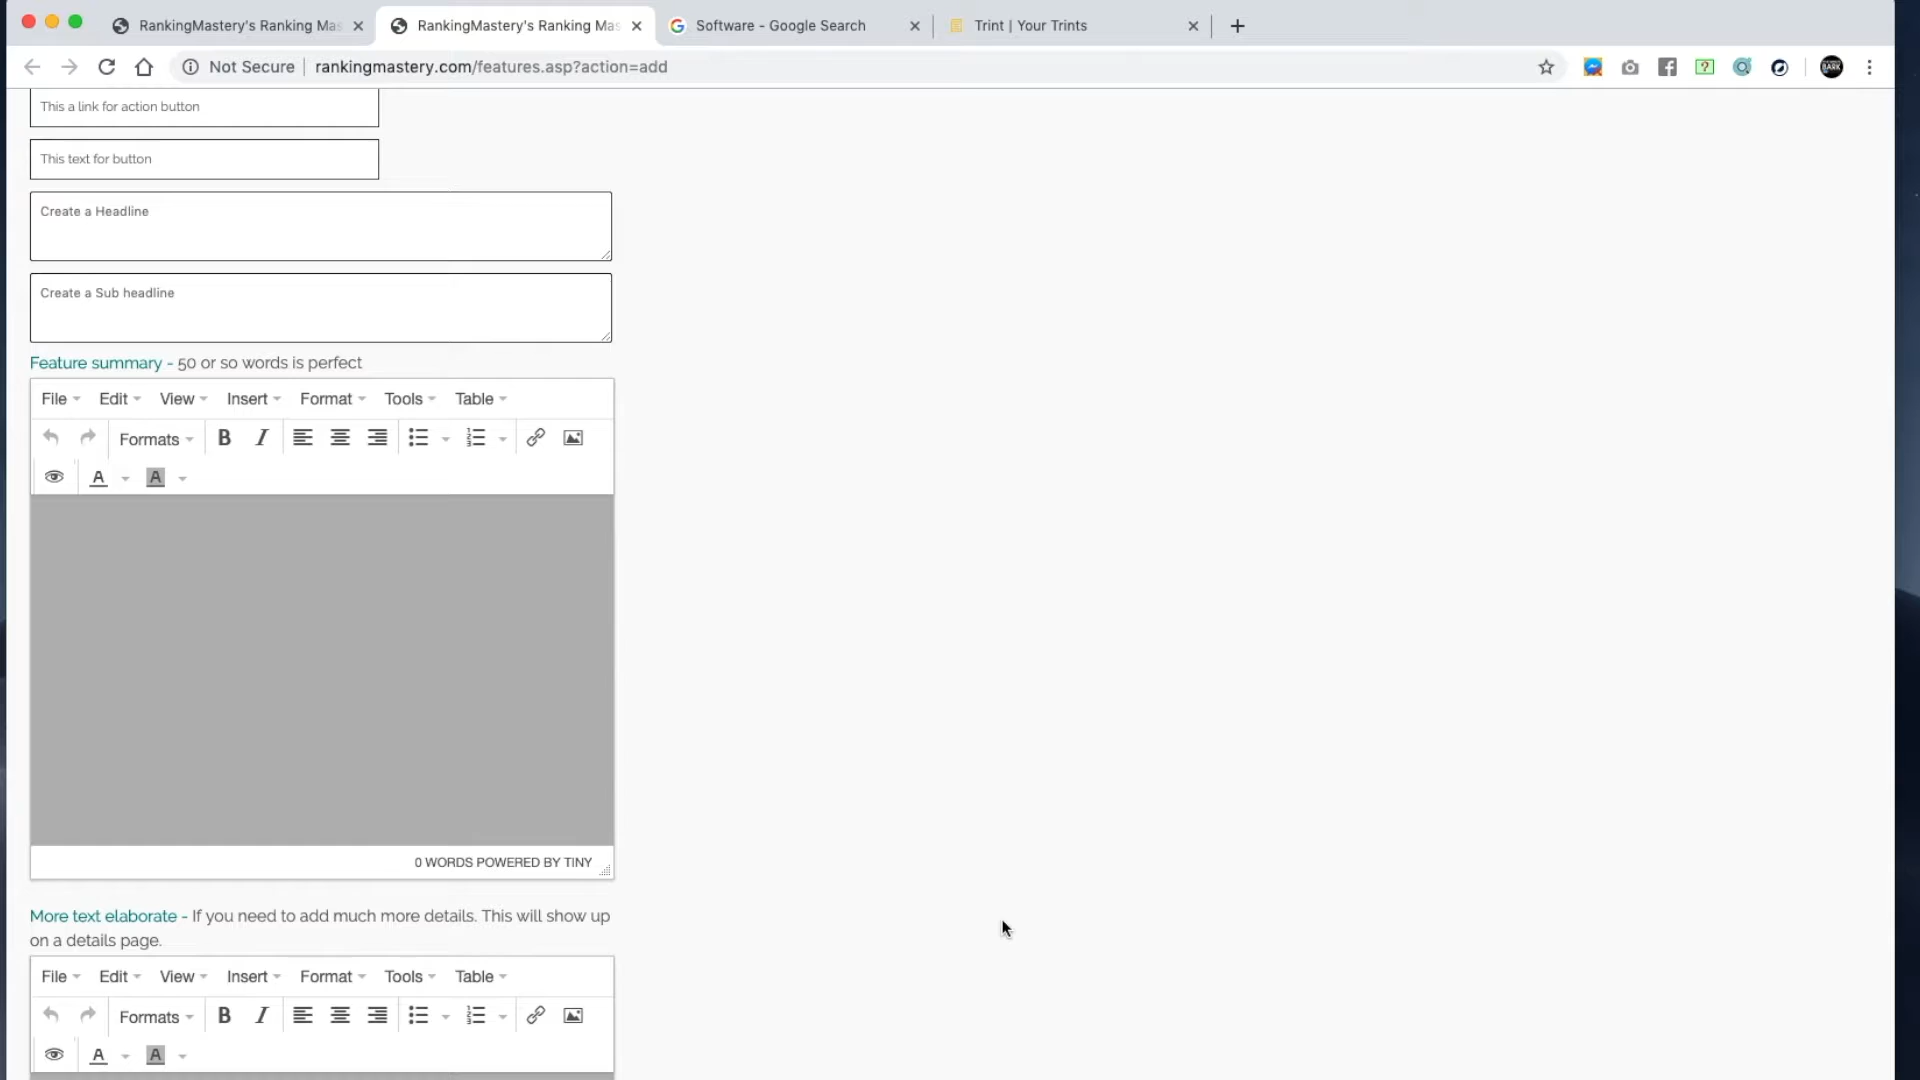 RankingMastery's Ranking Mas
RankingMastery's Ranking Mas
Software - Google Search
Trint | Your Trints
Not Secure
rankingmastery.com/features.asp?action=add
BARK
This a link for action button
This text for button
Create a Headline
Create a Sub headline
Feature summary - 50 or so words is perfect
File Edit View Insert Format Tools Table
Formats B I
A A
0 WORDS POWERED BY TINY
More text elaborate - If you need to add much more details. This will show up
on a details page.
File Edit View Insert Format Tools Table
Formats B I
A A